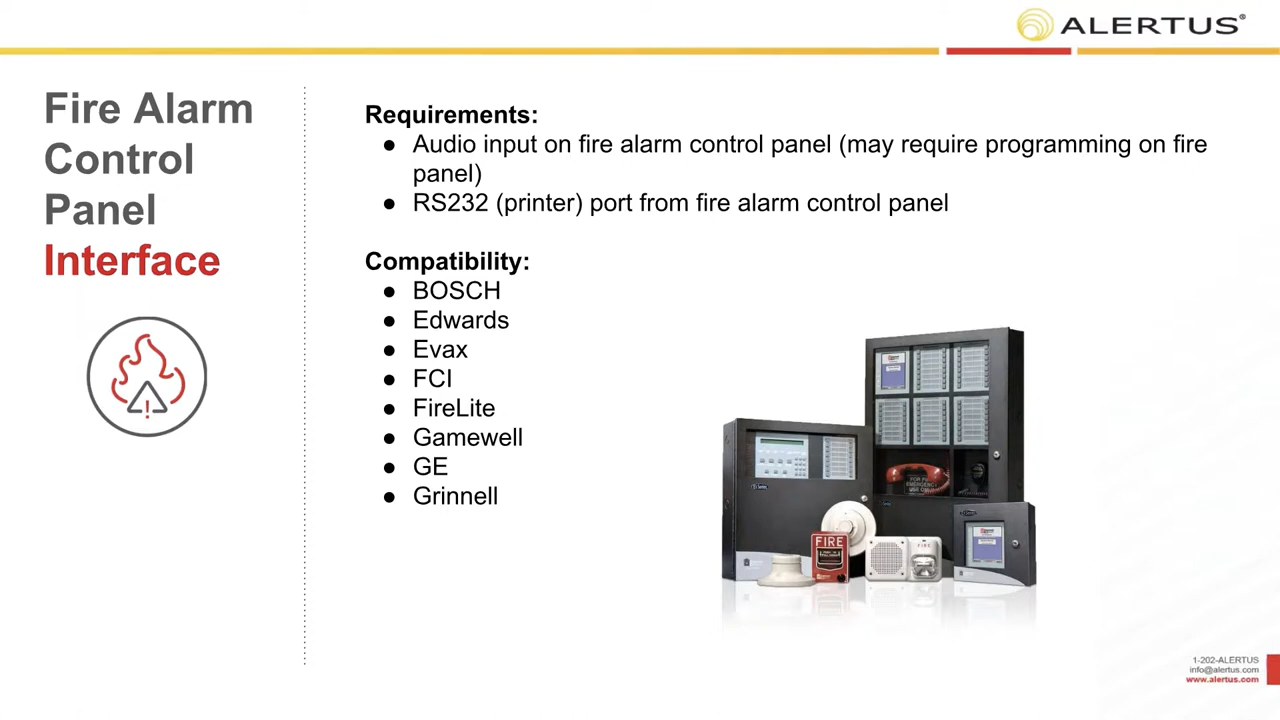 ALERTUS®
Fire Alarm
Control
Panel
Interface
Requirements:
● Audio input on fire alarm control panel (may require programming on fire
panel)
● RS232 (printer) port from fire alarm control panel
Compatibility:
● BOSCH
● Edwards
● Evax
● FCI
● FireLite
● Gamewell
● GE
● Grinnell
FIRE
FIRE
1-202-ALERTUS
info@alertus.com
www.alertus.com